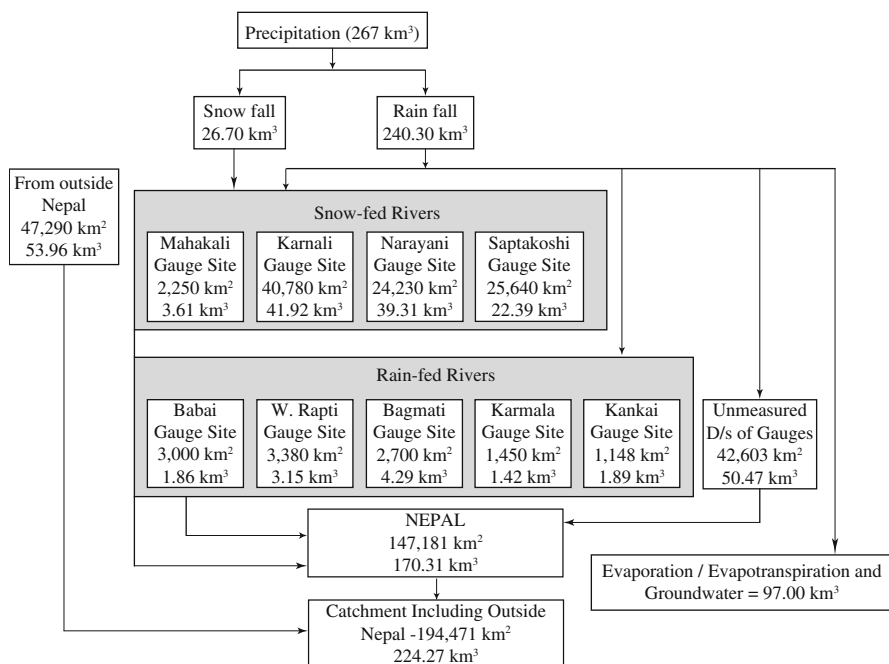 Precipitation (267 km³)
Snow fall
26.70 km³
Rain fall
240.30 km³
From outside
Nepal
47,290 km²
53.96 km³
Snow-fed Rivers
Mahakali
Gauge Site
2,250 km²
3.61 km³
Karnali
Gauge Site
40,780 km²
41.92 km³
Narayani
Gauge Site
24,230 km²
39.31 km³
Saptakoshi
Gauge Site
25,640 km²
22.39 km³
Rain-fed Rivers
Babai
Gauge Site
3,000 km²
1.86 km³
W. Rapti
Gauge Site
3,380 km²
3.15 km³
Bagmati
Gauge Site
2,700 km²
4.29 km³
Karmala
Gauge Site
1,450 km²
1.42 km³
Kankai
Gauge Site
1,148 km²
1.89 km³
Unmeasured
D/s of Gauges
42,603 km²
50.47 km³
NEPAL
147,181 km²
170.31 km³
Evaporation / Evapotranspiration and
Groundwater = 97.00 km³
Catchment Including Outside
Nepal -194,471 km²
224.27 km³